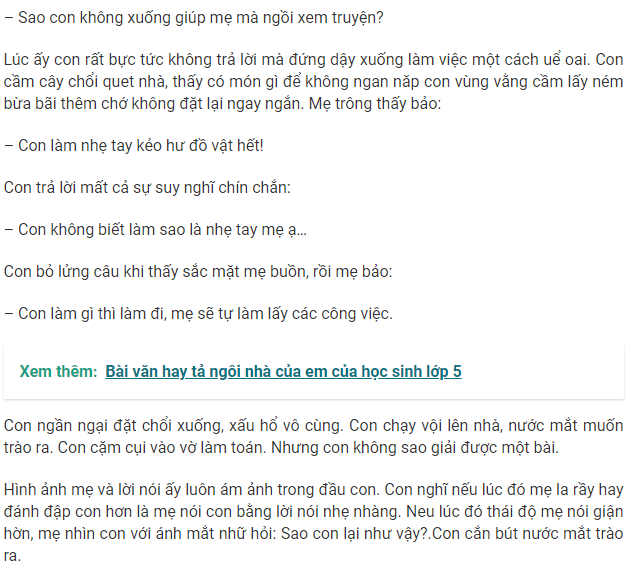 – Sao con không xuống giúp mẹ mà ngồi xem truyện?
Lúc ấy con rất bực tức không trả lời mà đứng dậy xuống làm việc một cách uể oai. Con
cầm cây chổi quet nhà, thấy có món gì để không ngan năp con vùng vằng cầm lấy ném
bừa bãi thêm chớ không đặt lại ngay ngắn. Mẹ trông thấy bảo:
– Con làm nhẹ tay kẻo hư đồ vật hết!
Con trả lời mất cả sự suy nghĩ chín chắn:
– Con không biết làm sao là nhẹ tay mẹ ạ…
Con bỏ lửng câu khi thấy sắc mặt mẹ buồn, rồi mẹ bảo:
– Con làm gì thì làm đi, mẹ sẽ tự làm lấy các công việc.
Xem thêm: Bài văn hay tả ngôi nhà của em của học sinh lớp 5
Con ngần ngại đặt chổi xuống, xấu hổ vô cùng. Con chạy vội lên nhà, nước mắt muốn
trào ra. Con cặm cụi vào vờ làm toán. Nhưng con không sao giải được một bài.
Hình ảnh mẹ và lời nói ấy luôn ám ảnh trong đầu con. Con nghĩ nếu lúc đó mẹ la rầy hay
đánh đập con hơn là mẹ nói con bằng lời nói nhẹ nhàng. Neu lúc đó thái độ mẹ nói giận
hờn, mẹ nhìn con với ánh mắt nhữ hỏi: Sao con lại như vậy?.Con cắn bút nước mắt trào
ra.